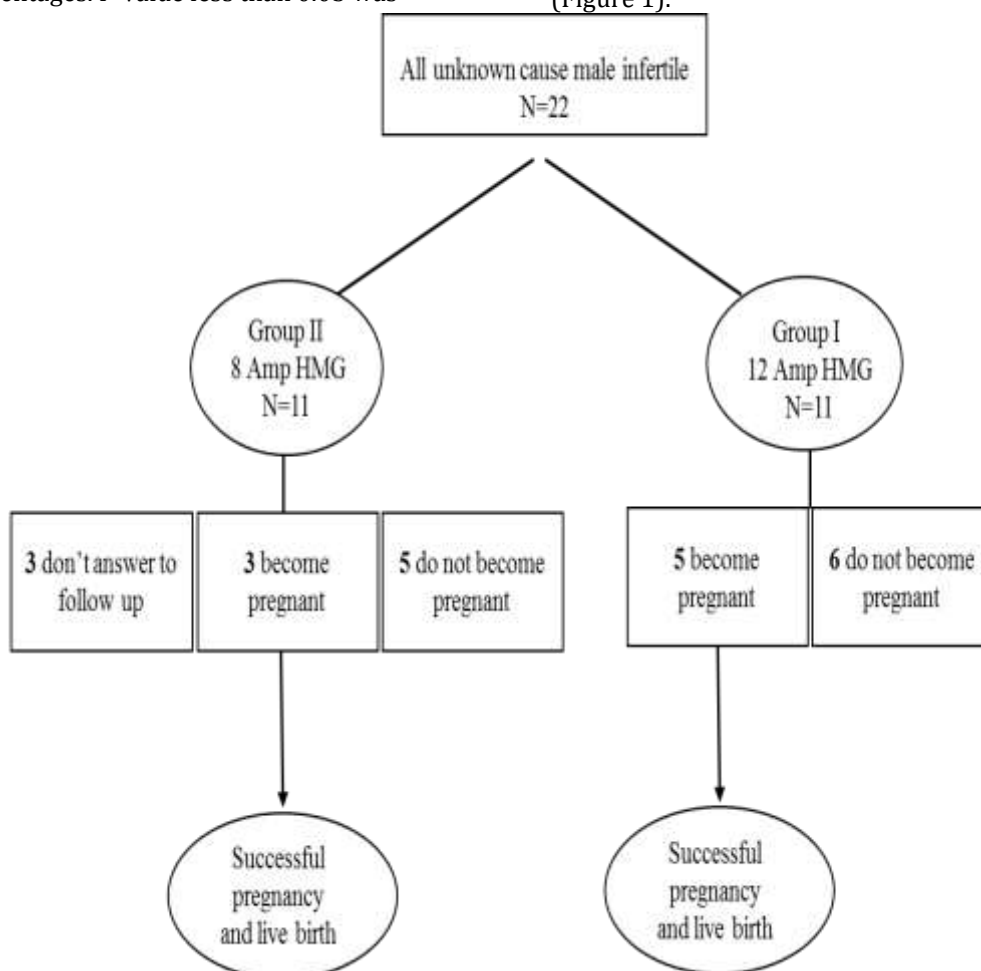 (Figure 1).
All unknown cause male infertile
N=22
Group II
8 Amp HMG
N=11
Group I
12 Amp HMG
N=11
3 don't answer to
follow up
3 become
pregnant
5 do not become
pregnant
5 become
pregnant
6 do not become
pregnant
Successful
pregnancy
and live birth
Successful
pregnancy
and live birth